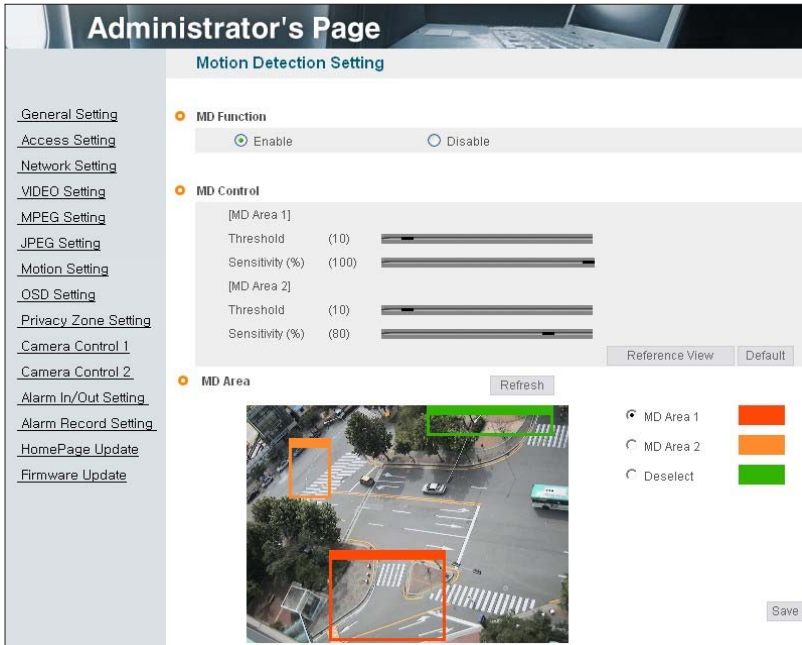 Administrator's Page
Motion Detection Setting
General Setting
Access Setting
Network Setting
VIDEO Setting
MPEG Setting
JPEG Setting
Motion Setting
OSD Setting
Privacy Zone Setting
Camera Control 1
Camera Control 2
Alarm In/Out Setting
Alarm Record Setting
HomePage Update
Firmware Update
MD Function
Enable Disable
MD Control
[MD Area 1]
Threshold (10)
Sensitivity (%) (100)
[MD Area 2]
Threshold (10)
Sensitivity (%) (80)
Reference View Default
MD Area Refresh
MD Area 1
MD Area 2
Deselect
Save